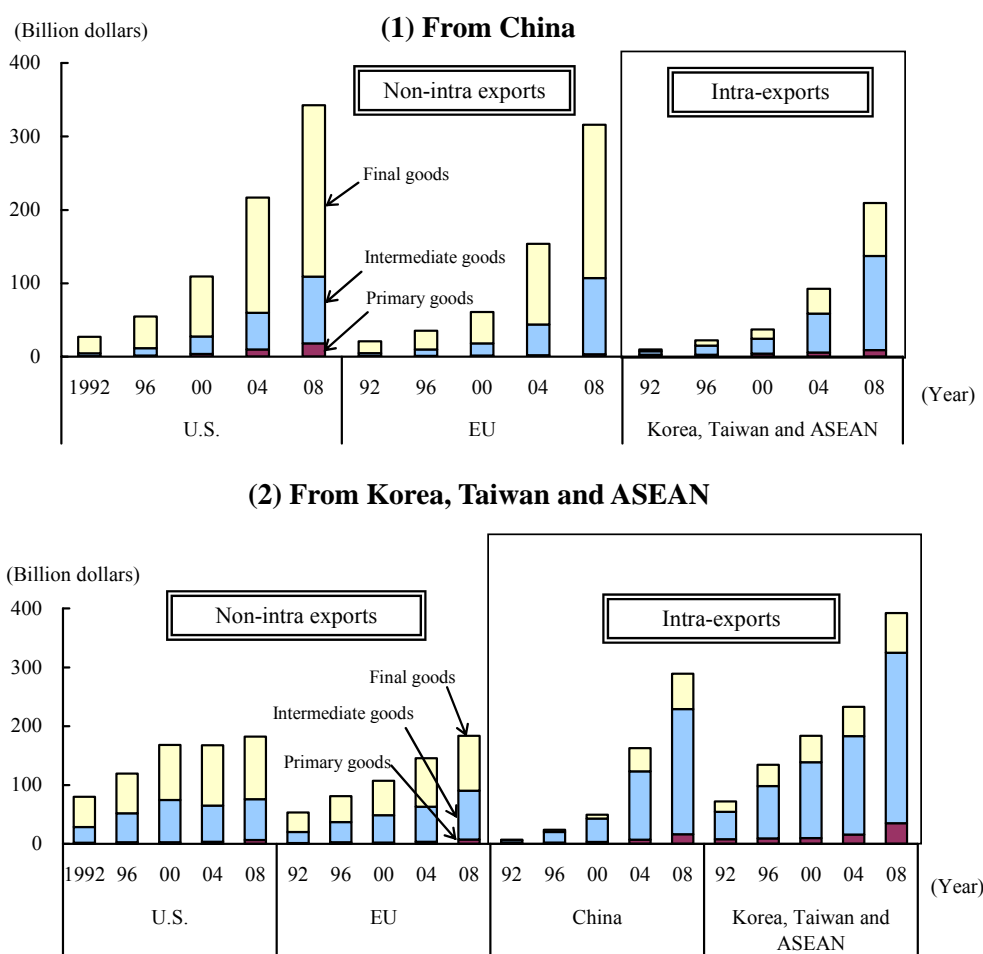 (1) From China
(Billion dollars)
400
300
200
100
0
Non-intra exports
Intra-exports
Final goods
Intermediate goods
Primary goods
1992 96 00 04 08 92 96 00 04 08 92 96 00 04 08
(Year)
U.S. EU Korea, Taiwan and ASEAN
(2) From Korea, Taiwan and ASEAN
(Billion dollars)
400
300
200
100
0
Non-intra exports
Intra-exports
Final goods
Intermediate goods
Primary goods
1992 96 00 04 08 92 96 00 04 08 92 96 00 04 08 92 96 00 04 08
(Year)
U.S. EU China Korea, Taiwan and
ASEAN